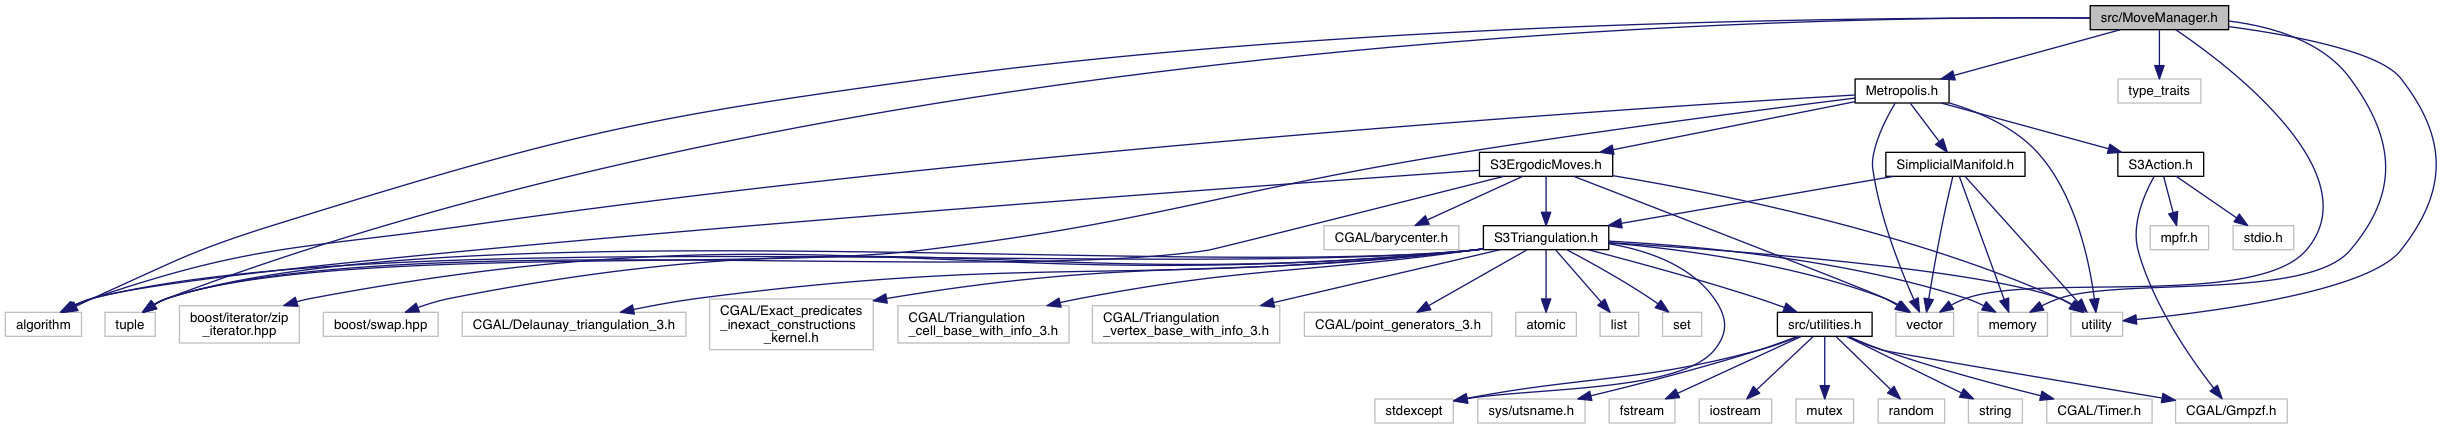 src/MoveManager.h
Metropolis.h
type_traits
S3ErgodicMoves.h
SimplicialManifold.h
S3Action.h
CGAL/barycenter.h
S3Triangulation.h
mpfr.h
stdio.h
algorithm
tuple
boost/iterator/zip
_iterator.hpp
boost/swap.hpp
CGAL/Delaunay_triangulation_3.h
CGAL/Exact_predicates
_inexact_constructions
_kernel.h
CGAL/Triangulation
_cell_base_with_info_3.h
CGAL/Triangulation
_vertex_base_with_info_3.h
CGAL/point_generators_3.h
atomic
list
set
src/utilities.h
vector
memory
utility
stdexcept
sys/utsname.h
fstream
iostream
mutex
random
string
CGAL/Timer.h
CGAL/Gmpzf.h